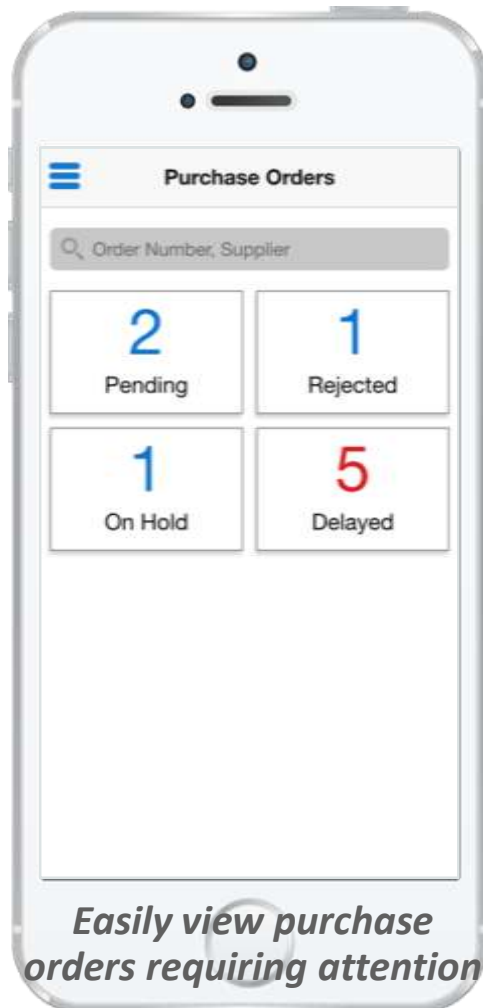 Purchase Orders
Order Number, Supplier
2
Pending
1
Rejected
1
On Hold
5
Delayed
Easily view purchase
orders requiring attention